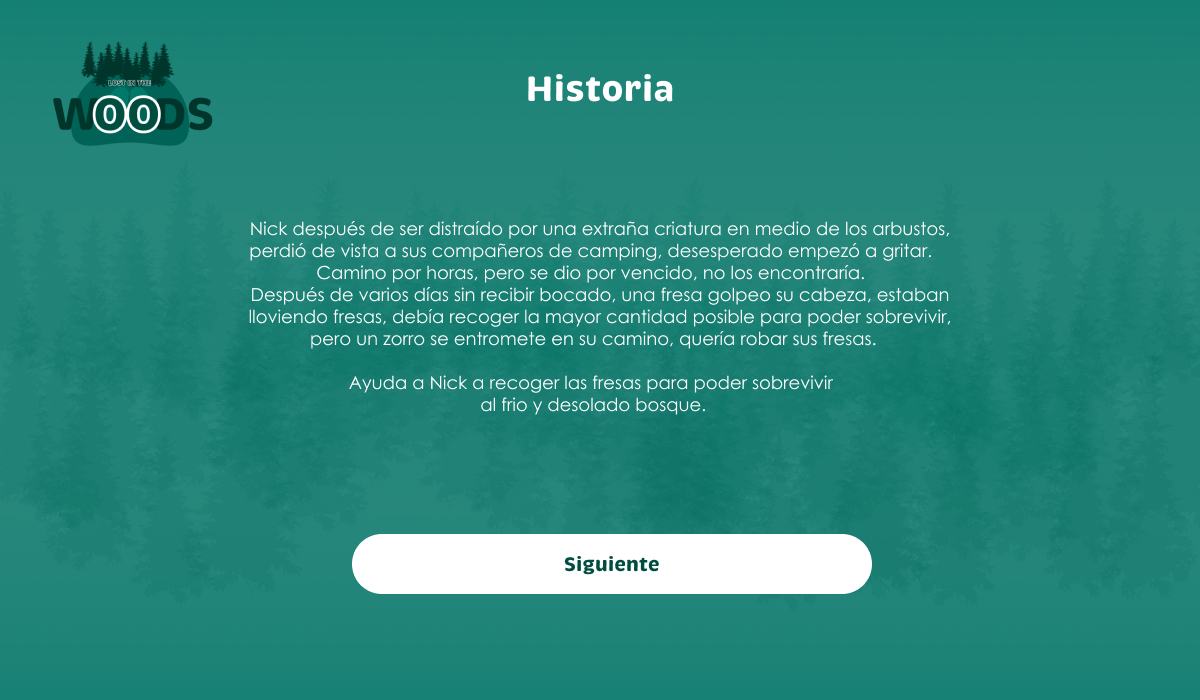 LOST IN THE
WOODS
Historia
Nick después de ser distraído por una extraña criatura en medio de los arbustos,
perdió de vista a sus compañeros de camping, desesperado empezó a gritar.
Camino por horas, pero se dio por vencido, no los encontraría.
Después de varios días sin recibir bocado, una fresa golpeo su cabeza, estaban
lloviendo fresas, debía recoger la mayor cantidad posible para poder sobrevivir,
pero un zorro se entromete en su camino, quería robar sus fresas.
Ayuda a Nick a recoger las fresas para poder sobrevivir
al frio y desolado bosque.
Siguiente